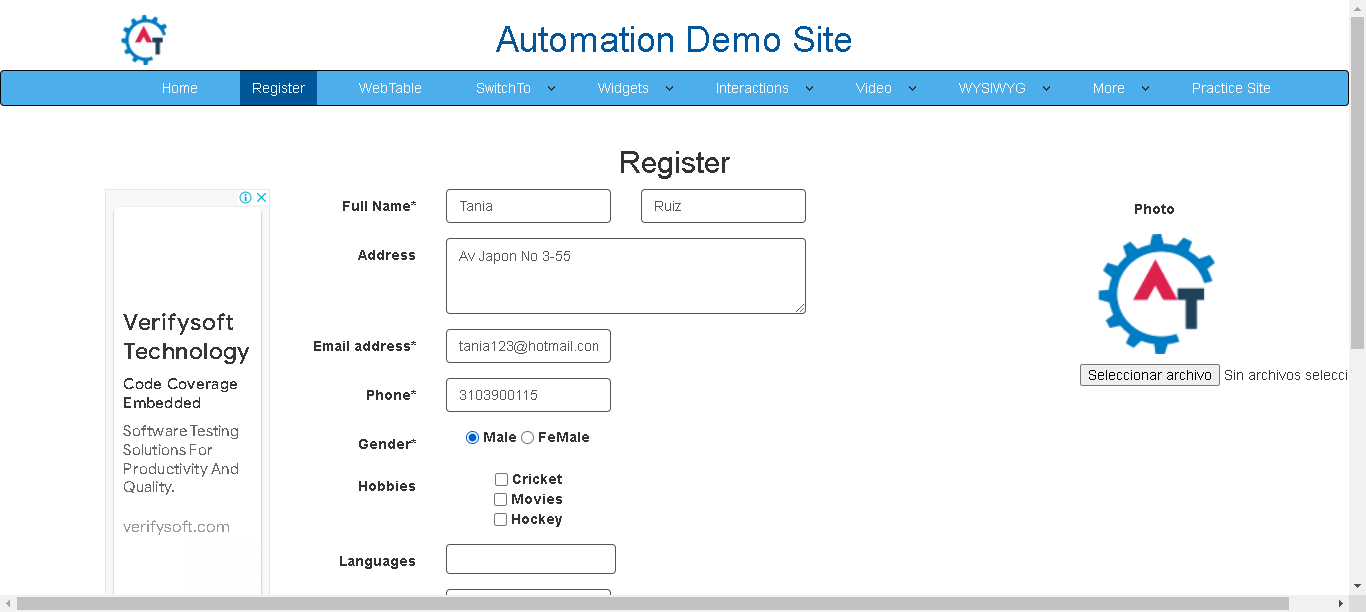 Automation Demo Site
Home Register WebTable SwitchTo Widgets Interactions Video WYSIWYG More Practice Site
Register
Full Name* Tania Ruiz
Address Av Japon No 3-55
Email address* tania123@hotmail.con
Phone* 3103900115
Gender* Male FeMale
Hobbies Cricket
Movies
Hockey
Languages
Photo
AT
Seleccionar archivo Sin archivos selecci
Verifysoft
Technology
Code Coverage
Embedded
Software Testing
Solutions For
Productivity And
Quality.
verifysoft.com